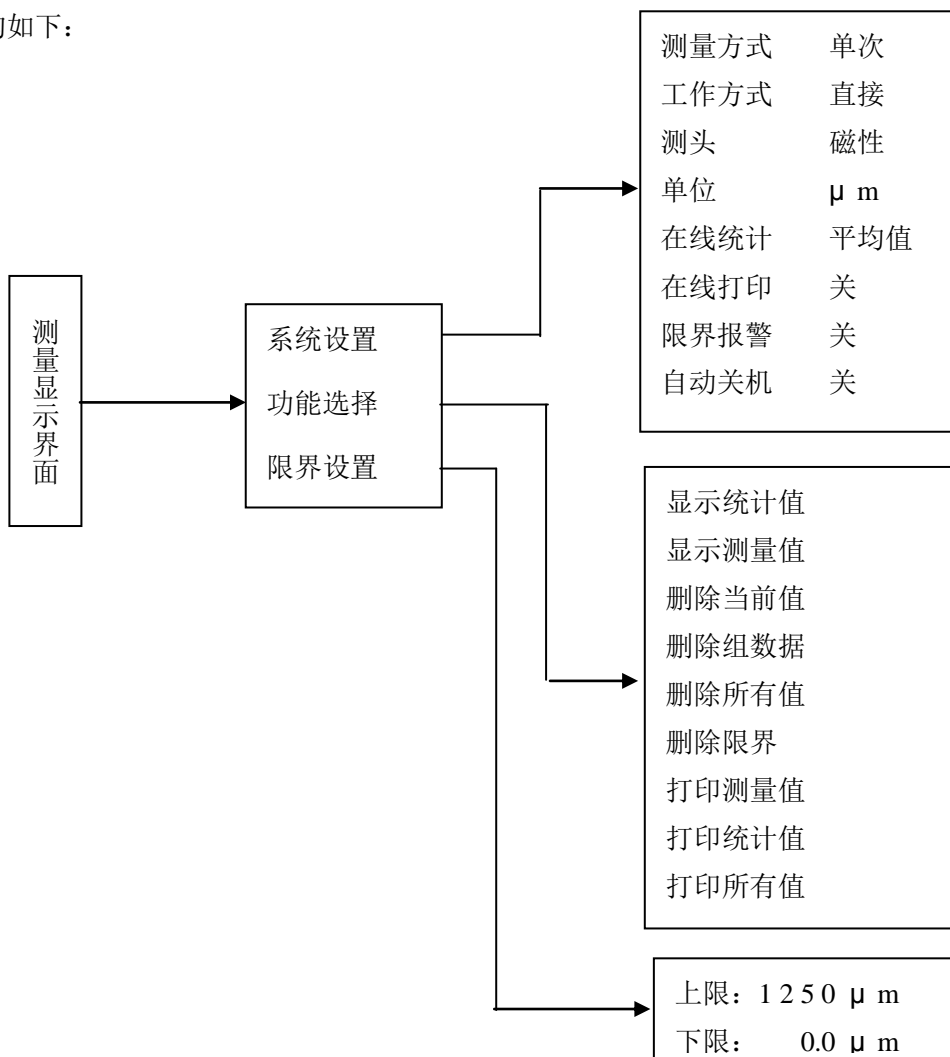 如下：
测量方式 单次
工作方式 直接
测头 磁性
单位 μ m
在线统计 平均值
在线打印 关
限界报警 关
自动关机 关
测量显示界面
系统设置
功能选择
限界设置
显示统计值
显示测量值
删除当前值
删除组数据
删除所有值
删除限界
打印测量值
打印统计值
打印所有值
上限：1 2 5 0 μ m
下限： 0.0 μ m